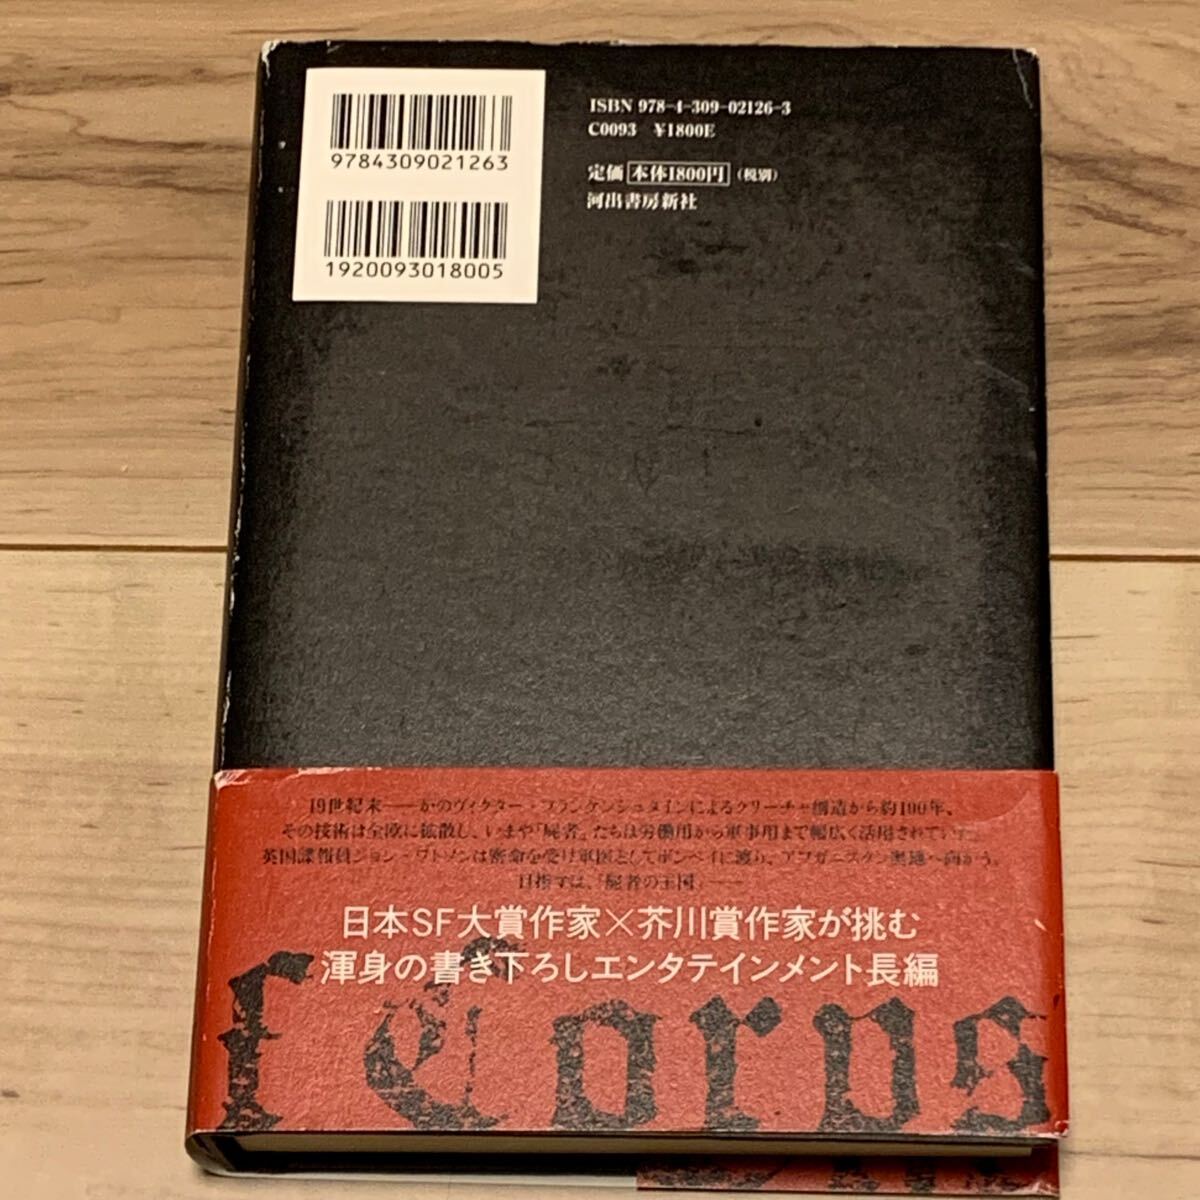 9784309021263
1920093018005
ISBN 978-4-309-02126-3
C0093 ¥1800E
定価 本体1800円 (税別)
河出書房新社
19世紀末——かのヴィクター・フランケンシュタインによるクリーチャ創造から約100年、
その技術は全欧に拡散し、いまや「屍者」たちは労働用から軍事用まで幅広く活用されていた。
英国諜報員ジョン・ワトソンは密命を受け軍医としてボンベイに渡り、アフガニスタン奥地へ向かう。
目指すは、「屍者の王国」——
日本SF大賞作家×芥川賞作家が挑む
渾身の書き下ろしエンタテインメント長編
f Corps